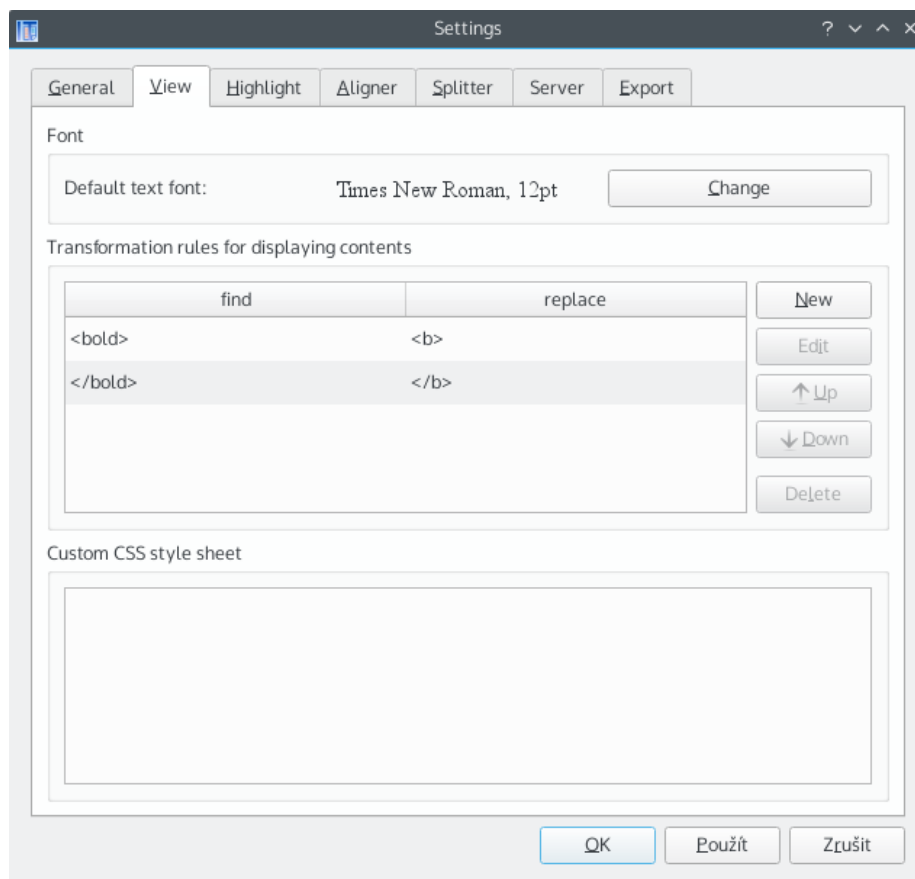 Settings
General View Highlight Aligner Splitter Server Export
Font
Default text font: Times New Roman, 12pt Change
Transformation rules for displaying contents
find replace New
<bold> <b> Edit
</bold> </b> Up
Down
Delete
Custom CSS style sheet
OK Použít Zrušit